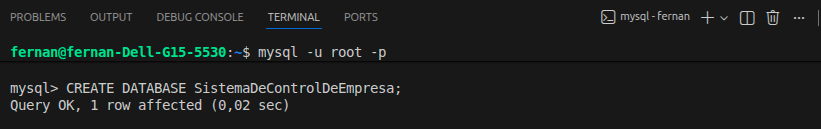 PROBLEMS OUTPUT DEBUG CONSOLE TERMINAL PORTS mysql - fernan
fernan@fernan-Dell-G15-5530:~$ mysql -u root -p
mysql> CREATE DATABASE SistemaDeControlDeEmpresa;
Query OK, 1 row affected (0,02 sec)